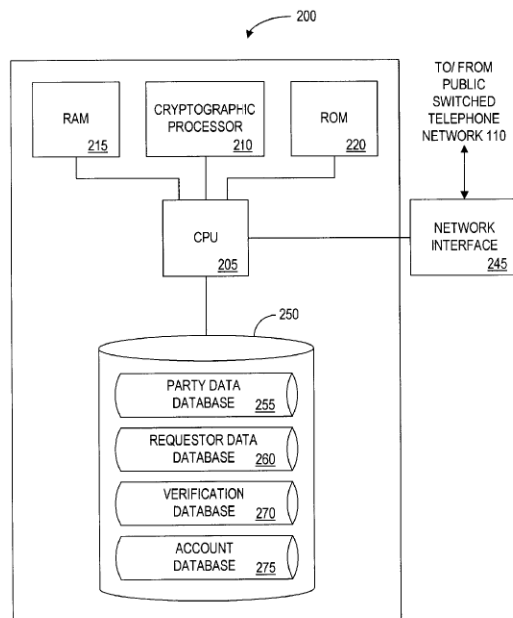 200
TO/ FROM
PUBLIC
SWITCHED
TELEPHONE
NETWORK 110
RAM
215
CRYPTOGRAPHIC
PROCESSOR
210
ROM
220
CPU
205
NETWORK
INTERFACE
245
250
PARTY DATA
DATABASE 255
REQUESTOR DATA
DATABASE 260
VERIFICATION
DATABASE 270
ACCOUNT
DATABASE 275